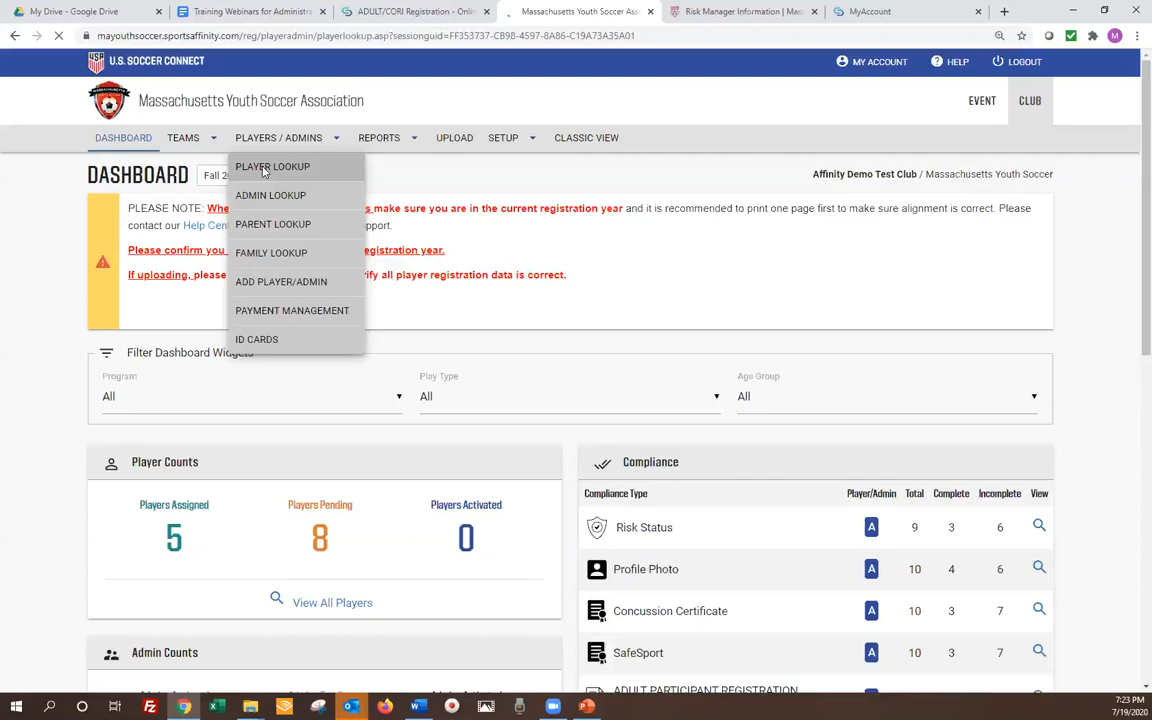 My Drive - Google Drive
Training Webinars for Administra
ADULT/CORI Registration - Onlin
Massachusetts Youth Soccer Ass
Risk Manager Information | Mas
MyAccount
mayouthsoccer.sportsaffinity.com/reg/playeradmin/playerlookup.asp?sessionguid=FF353737-CB98-4597-8A86-C19A73A35A01
M
U.S. SOCCER CONNECT
MY ACCOUNT
HELP
LOGOUT
Massachusetts Youth Soccer Association
EVENT
CLUB
DASHBOARD
TEAMS
PLAYERS / ADMINS
REPORTS
UPLOAD
SETUP
CLASSIC VIEW
PLAYER LOOKUP
ADMIN LOOKUP
PARENT LOOKUP
FAMILY LOOKUP
ADD PLAYER/ADMIN
PAYMENT MANAGEMENT
ID CARDS
DASHBOARD
Fall 20
Affinity Demo Test Club / Massachusetts Youth Soccer
PLEASE NOTE: Whe s make sure you are in the current registration year and it is recommended to print one page first to make sure alignment is correct. Please
contact our Help Cen pport.
Please confirm you egistration year.
If uploading, please rify all player registration data is correct.
Filter Dashboard Widgets
Program
All
Play Type
All
Age Group
All
Player Counts
Players Assigned
Players Pending
Players Activated
5
8
0
View All Players
Admin Counts
Compliance
Compliance Type
Player/Admin
Total
Complete
Incomplete
View
Risk Status A 9 3 6
Profile Photo A 10 4 6
Concussion Certificate A 10 3 7
SafeSport A 10 3 7
ADULT PARTICIPANT REGISTRATION
7:23 PM
7/19/2020